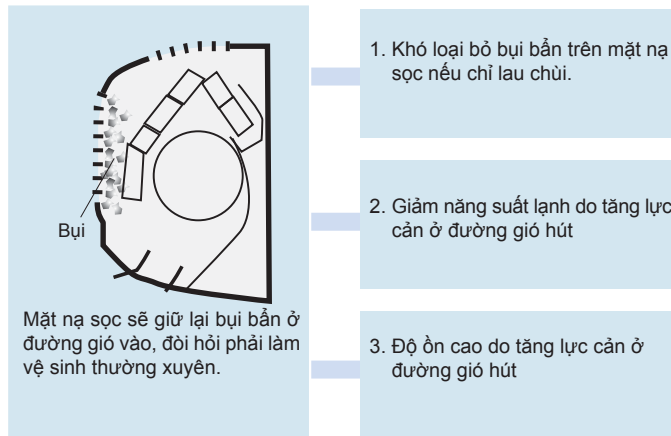 Bụi
Mặt nạ sọc sẽ giữ lại bụi bẩn ở
đường gió vào, đòi hỏi phải làm
vệ sinh thường xuyên.
1. Khó loại bỏ bụi bẩn trên mặt nạ
sọc nếu chỉ lau chùi.
2. Giảm năng suất lạnh do tăng lực
cản ở đường gió hút
3. Độ ồn cao do tăng lực cản ở
đường gió hút